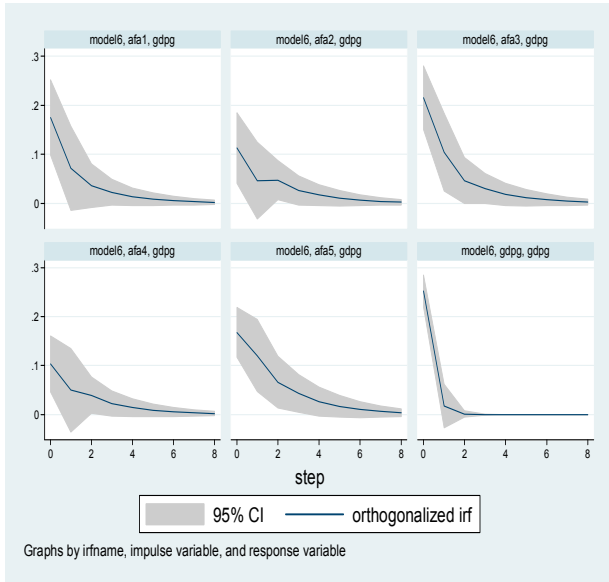 model6, afa1, gdpg
model6, afa2, gdpg
model6, afa3, gdpg
.3
.2
.1
0
model6, afa4, gdpg
model6, afa5, gdpg
model6, gdpg, gdpg
.3
.2
.1
0
0 2 4 6 8
0 2 4 6 8
0 2 4 6 8
step
95% CI
orthogonalized irf
Graphs by irfname, impulse variable, and response variable